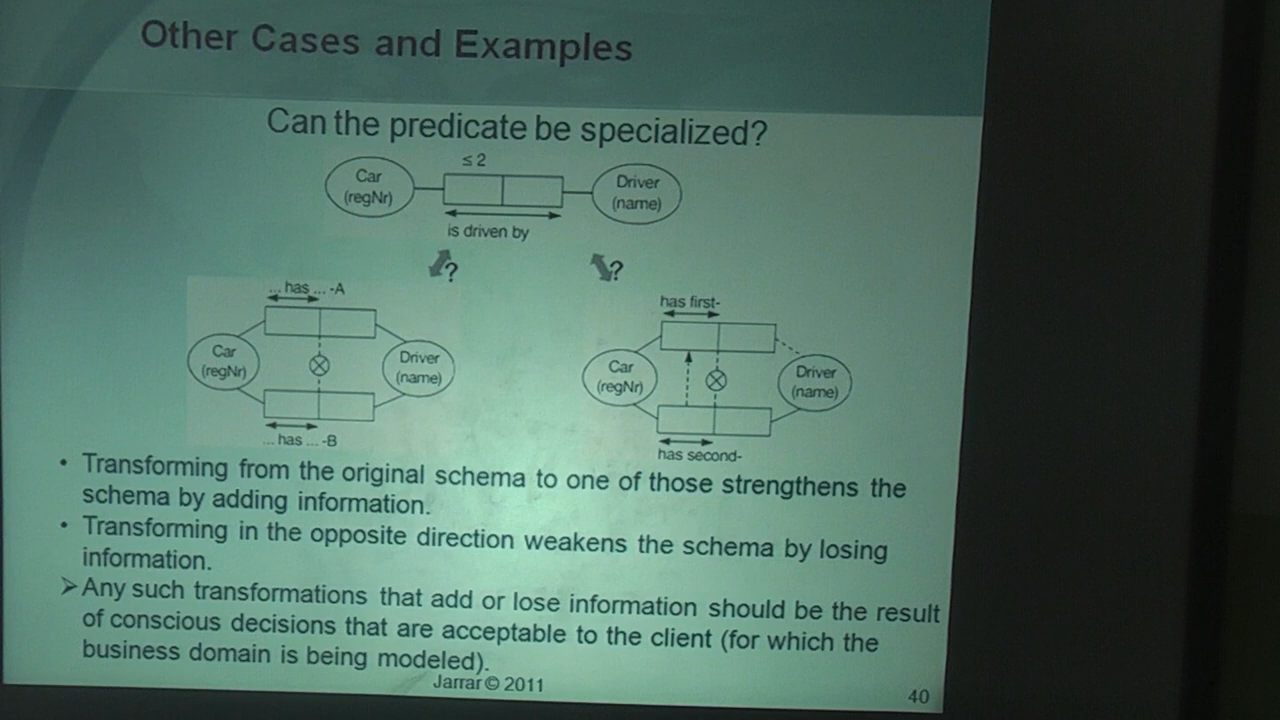 Other Cases and Examples
Can the predicate be specialized?
≤ 2
Car
(regNr)
Driver
(name)
is driven by
?
?
... has ... -A
Car
(regNr)
Driver
(name)
... has ... -B
has first-
Car
(regNr)
Driver
(name)
has second-
• Transforming from the original schema to one of those strengthens the
schema by adding information.
• Transforming in the opposite direction weakens the schema by losing
information.
➢ Any such transformations that add or lose information should be the result
of conscious decisions that are acceptable to the client (for which the
business domain is being modeled).
Jarrar © 2011
40